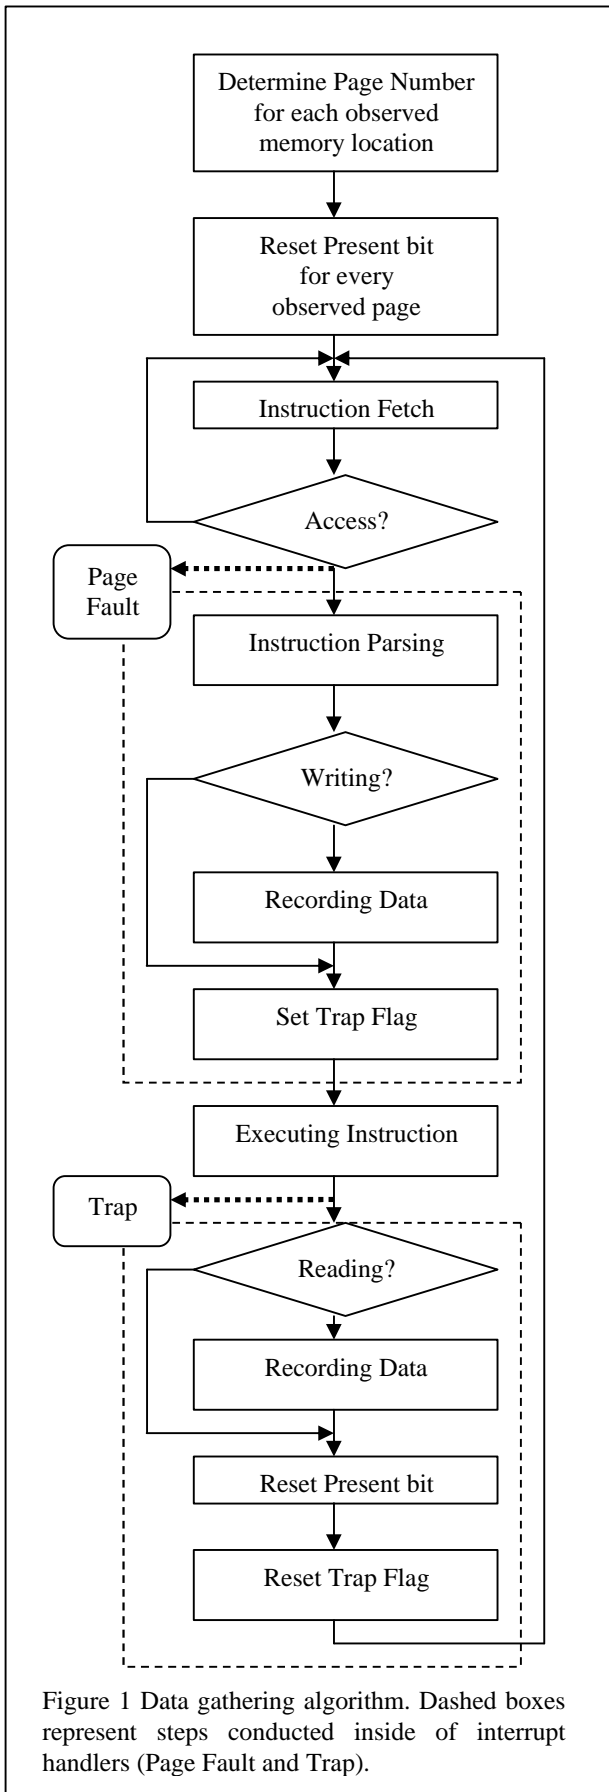 Determine Page Number
for each observed
memory location
Reset Present bit
for every
observed page
Instruction Fetch
Access?
Page
Fault
Instruction Parsing
Writing?
Recording Data
Set Trap Flag
Executing Instruction
Trap
Reading?
Recording Data
Reset Present bit
Reset Trap Flag
Figure 1 Data gathering algorithm. Dashed boxes
represent steps conducted inside of interrupt
handlers (Page Fault and Trap).